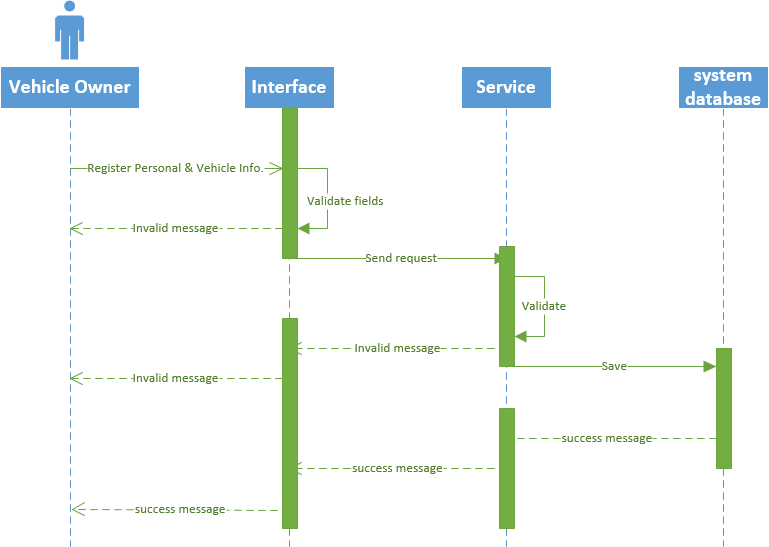 Vehicle Owner
Interface
Service
system
database
Register Personal & Vehicle Info.
Validate fields
Invalid message
Send request
Validate
Invalid message
Save
Invalid message
success message
success message
success message